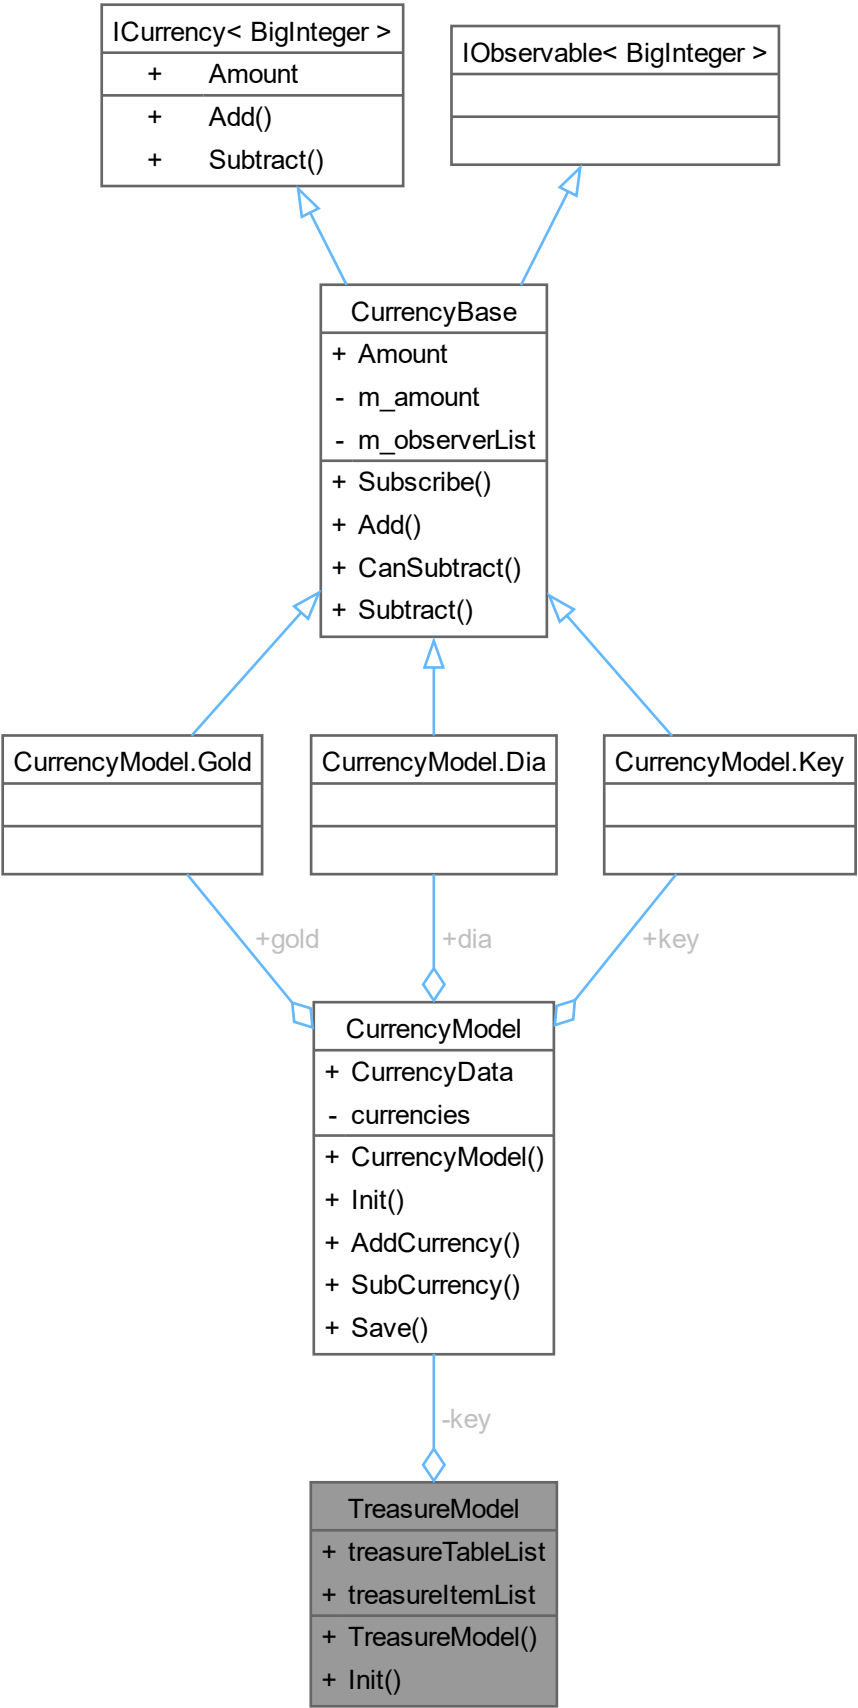 ICurrency< BigInteger >
+ Amount
+ Add()
+ Subtract()
IObservable< BigInteger >
CurrencyBase
+ Amount
- m_amount
- m_observerList
+ Subscribe()
+ Add()
+ CanSubtract()
+ Subtract()
CurrencyModel.Gold
CurrencyModel.Dia
CurrencyModel.Key
+gold
+dia
+key
CurrencyModel
+ CurrencyData
- currencies
+ CurrencyModel()
+ Init()
+ AddCurrency()
+ SubCurrency()
+ Save()
-key
TreasureModel
+ treasureTableList
+ treasureItemList
+ TreasureModel()
+ Init()